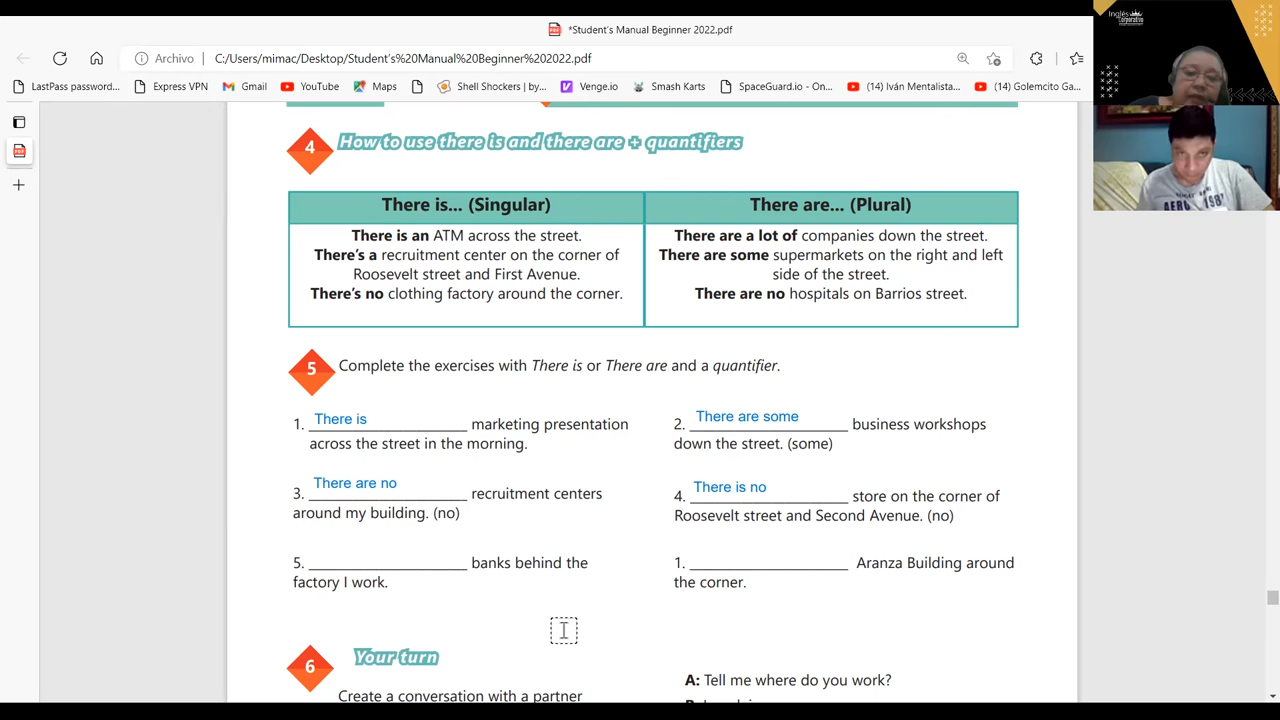 *Student's Manual Beginner 2022.pdf
Archivo
C:/Users/mimac/Desktop/Student's%20Manual%20Beginner%202022.pdf
LastPass password...
Express VPN
Gmail
YouTube
Maps
Shell Shockers | by...
Venge.io
Smash Karts
SpaceGuard.io - On...
(14) Iván Mentalista...
(14) Golemcito Ga...
Inglés
Corporativo
4 How to use there is and there are + quantifiers
There is... (Singular)
There is an ATM across the street.
There's a recruitment center on the corner of
Roosevelt street and First Avenue.
There's no clothing factory around the corner.
There are... (Plural)
There are a lot of companies down the street.
There are some supermarkets on the right and left
side of the street.
There are no hospitals on Barrios street.
5 Complete the exercises with There is or There are and a quantifier.
1. There is marketing presentation
across the street in the morning.
2. There are some business workshops
down the street. (some)
3. There are no recruitment centers
around my building. (no)
4. There is no store on the corner of
Roosevelt street and Second Avenue. (no)
5. ____________________ banks behind the
factory I work.
1. ____________________ Aranza Building around
the corner.
6 Your turn
Create a conversation with a partner
A: Tell me where do you work?